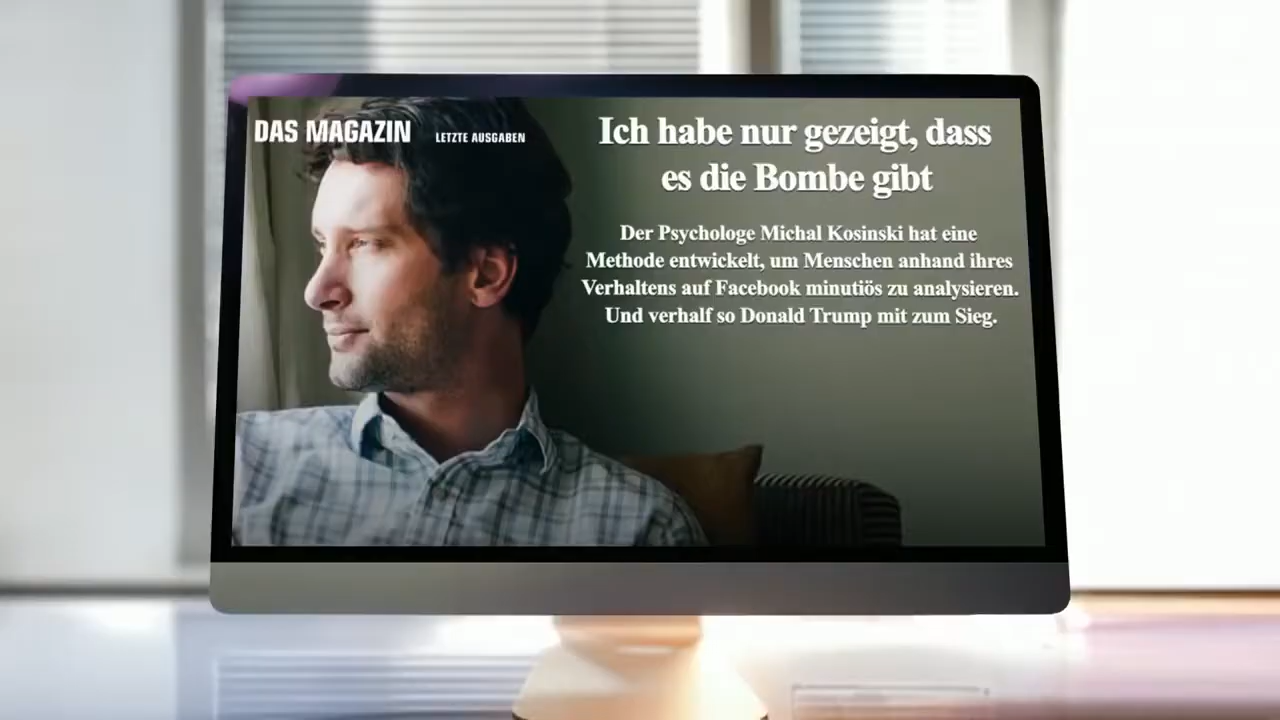 DAS MAGAZIN LETZTE AUSGABEN
Ich habe nur gezeigt, dass
es die Bombe gibt
Der Psychologe Michal Kosinski hat eine
Methode entwickelt, um Menschen anhand ihres
Verhaltens auf Facebook minutiös zu analysieren.
Und verhalf so Donald Trump mit zum Sieg.